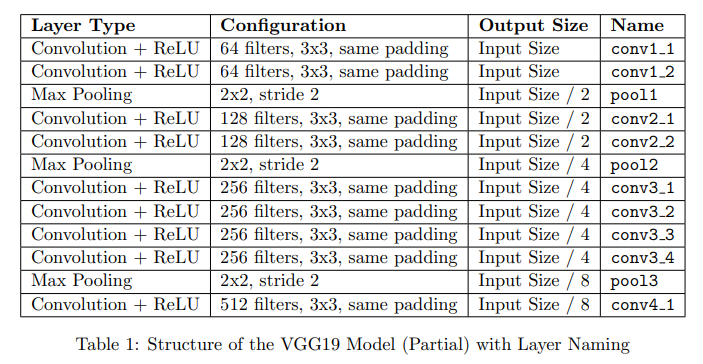 Layer Type Configuration Output Size Name
Convolution + ReLU 64 filters, 3x3, same padding Input Size conv1_1
Convolution + ReLU 64 filters, 3x3, same padding Input Size conv1_2
Max Pooling 2x2, stride 2 Input Size / 2 pool1
Convolution + ReLU 128 filters, 3x3, same padding Input Size / 2 conv2_1
Convolution + ReLU 128 filters, 3x3, same padding Input Size / 2 conv2_2
Max Pooling 2x2, stride 2 Input Size / 4 pool2
Convolution + ReLU 256 filters, 3x3, same padding Input Size / 4 conv3_1
Convolution + ReLU 256 filters, 3x3, same padding Input Size / 4 conv3_2
Convolution + ReLU 256 filters, 3x3, same padding Input Size / 4 conv3_3
Convolution + ReLU 256 filters, 3x3, same padding Input Size / 4 conv3_4
Max Pooling 2x2, stride 2 Input Size / 8 pool3
Convolution + ReLU 512 filters, 3x3, same padding Input Size / 8 conv4_1
Table 1: Structure of the VGG19 Model (Partial) with Layer Naming